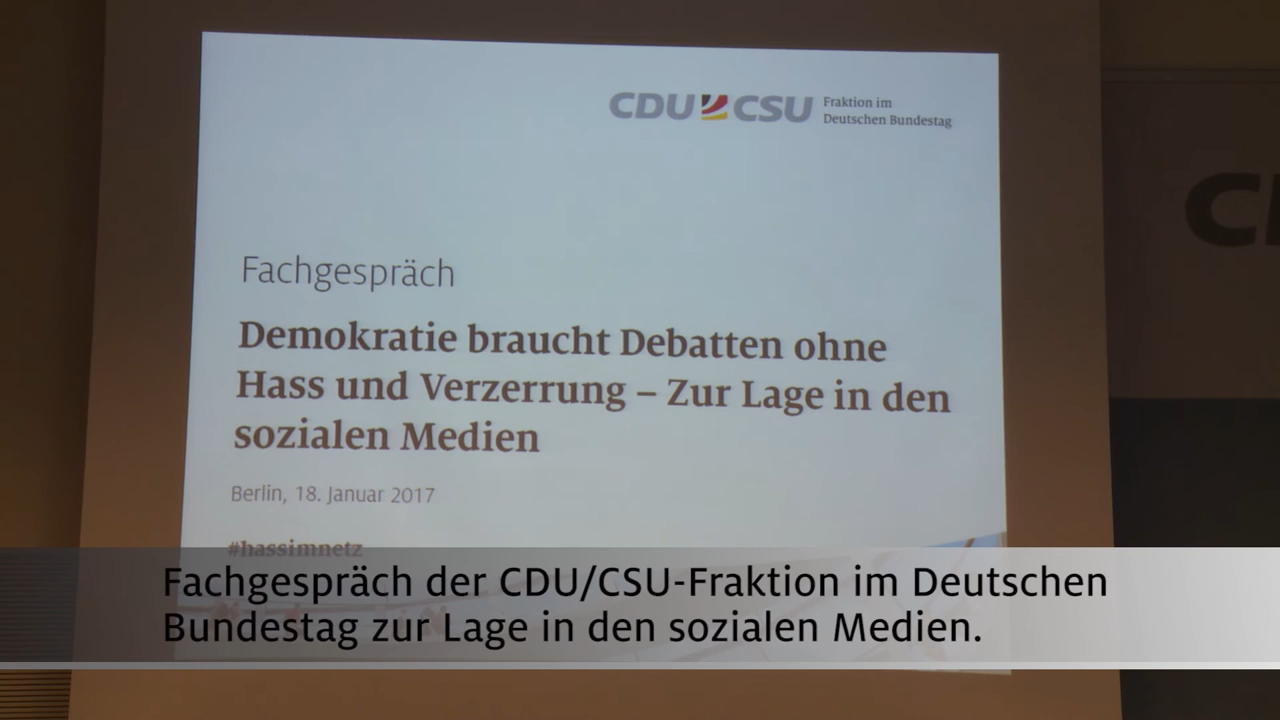 CDU CSU Fraktion im
Deutschen Bundestag
C
Fachgespräch
Demokratie braucht Debatten ohne
Hass und Verzerrung – Zur Lage in den
sozialen Medien
Berlin, 18. Januar 2017
#hassimnetz
Fachgespräch der CDU/CSU-Fraktion im Deutschen
Bundestag zur Lage in den sozialen Medien.